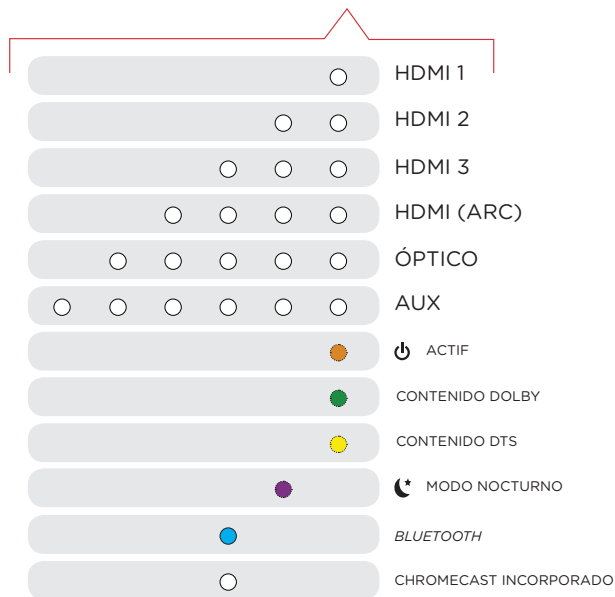 HDMI 1
HDMI 2
HDMI 3
HDMI (ARC)
ÓPTICO
AUX
ACTIF
CONTENIDO DOLBY
CONTENIDO DTS
MODO NOCTURNO
BLUETOOTH
CHROMECAST INCORPORADO